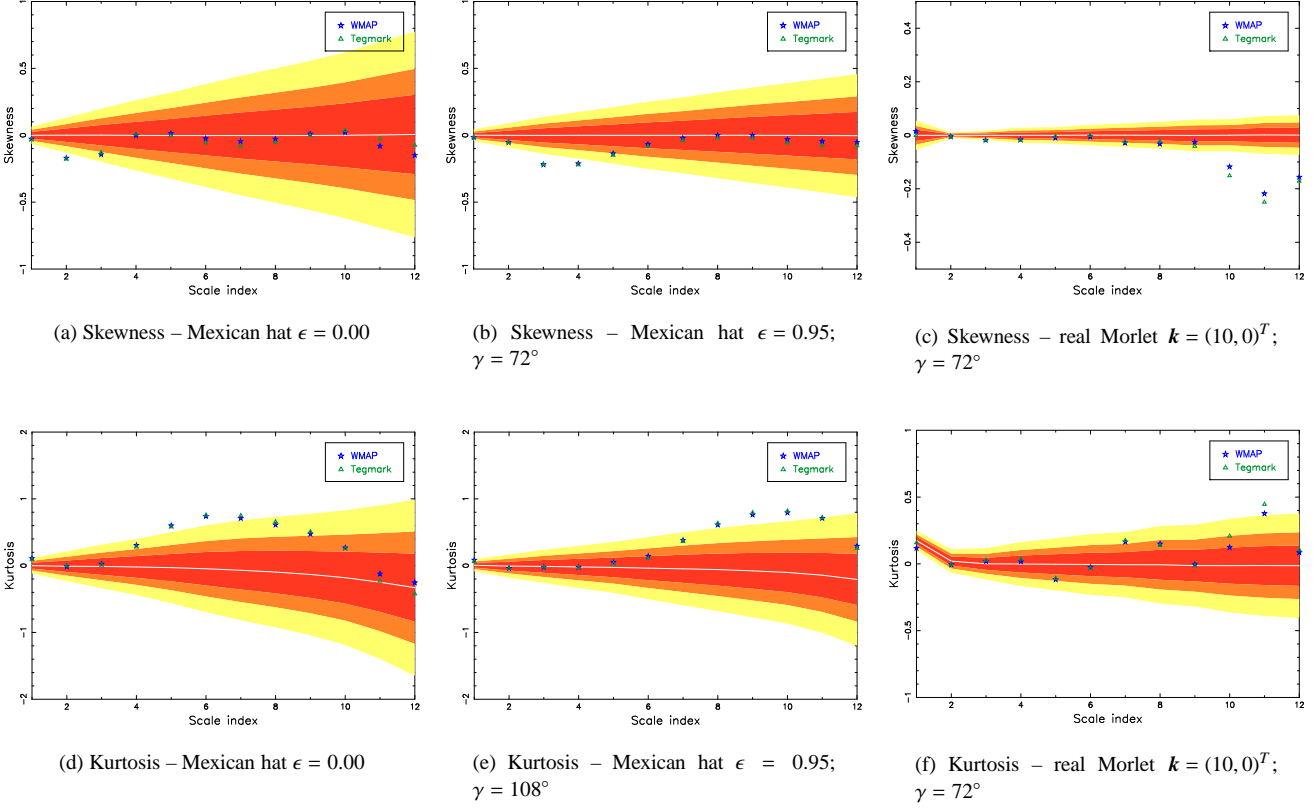 WMAP
Tegmark
Skewness
1
0.5
0
−0.5
−1
2 4 6 8 10 12
Scale index
(a) Skewness – Mexican hat ϵ = 0.00
WMAP
Tegmark
Skewness
1
0.5
0
−0.5
−1
2 4 6 8 10 12
Scale index
(b) Skewness – Mexican hat ϵ = 0.95;
γ = 72°
WMAP
Tegmark
Skewness
0.4
0.2
0
−0.2
−0.4
2 4 6 8 10 12
Scale index
(c) Skewness – real Morlet k = (10, 0)^T;
γ = 72°
WMAP
Tegmark
Kurtosis
2
1
0
−1
−2
2 4 6 8 10 12
Scale index
(d) Kurtosis – Mexican hat ϵ = 0.00
WMAP
Tegmark
Kurtosis
2
1
0
−1
−2
2 4 6 8 10 12
Scale index
(e) Kurtosis – Mexican hat ϵ = 0.95;
γ = 108°
WMAP
Tegmark
Kurtosis
1
0.5
0
−0.5
−1
2 4 6 8 10 12
Scale index
(f) Kurtosis – real Morlet k = (10, 0)^T;
γ = 72°